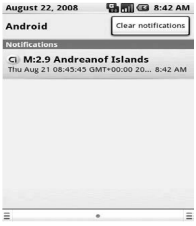 August 22, 2008 8:42 AM
Android Clear notifications
Notifications
M:2.9 Andreanof Islands
Thu Aug 21 08:45:45 GMT+00:00 20... 8:42 AM